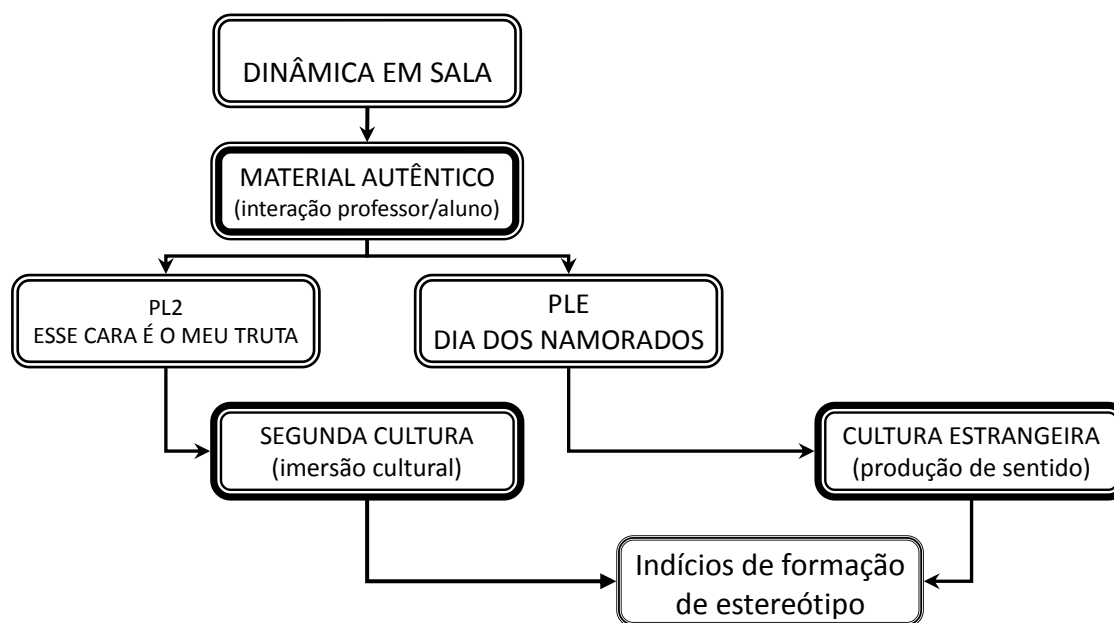 DINÂMICA EM SALA
MATERIAL AUTÊNTICO
(interação professor/aluno)
PL2
ESSE CARA É O MEU TRUTA
PLE
DIA DOS NAMORADOS
SEGUNDA CULTURA
(imersão cultural)
CULTURA ESTRANGEIRA
(produção de sentido)
Indícios de formação
de estereótipo